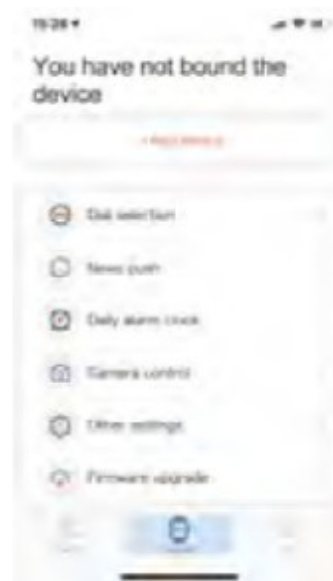 15:28
You have not bound the
device
Dial selection
News push
Daily alarm clock
Camera control
Other settings
Firmware upgrade